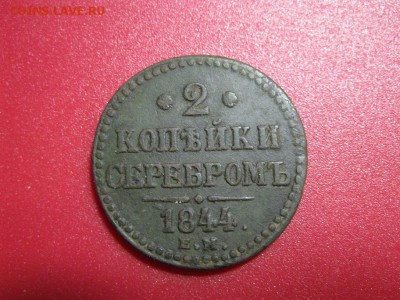 COINS.LAVE.RU
• 2 •
КОПѢЙКИ
СЕРЕБРОМЪ
1844.
Е.М.